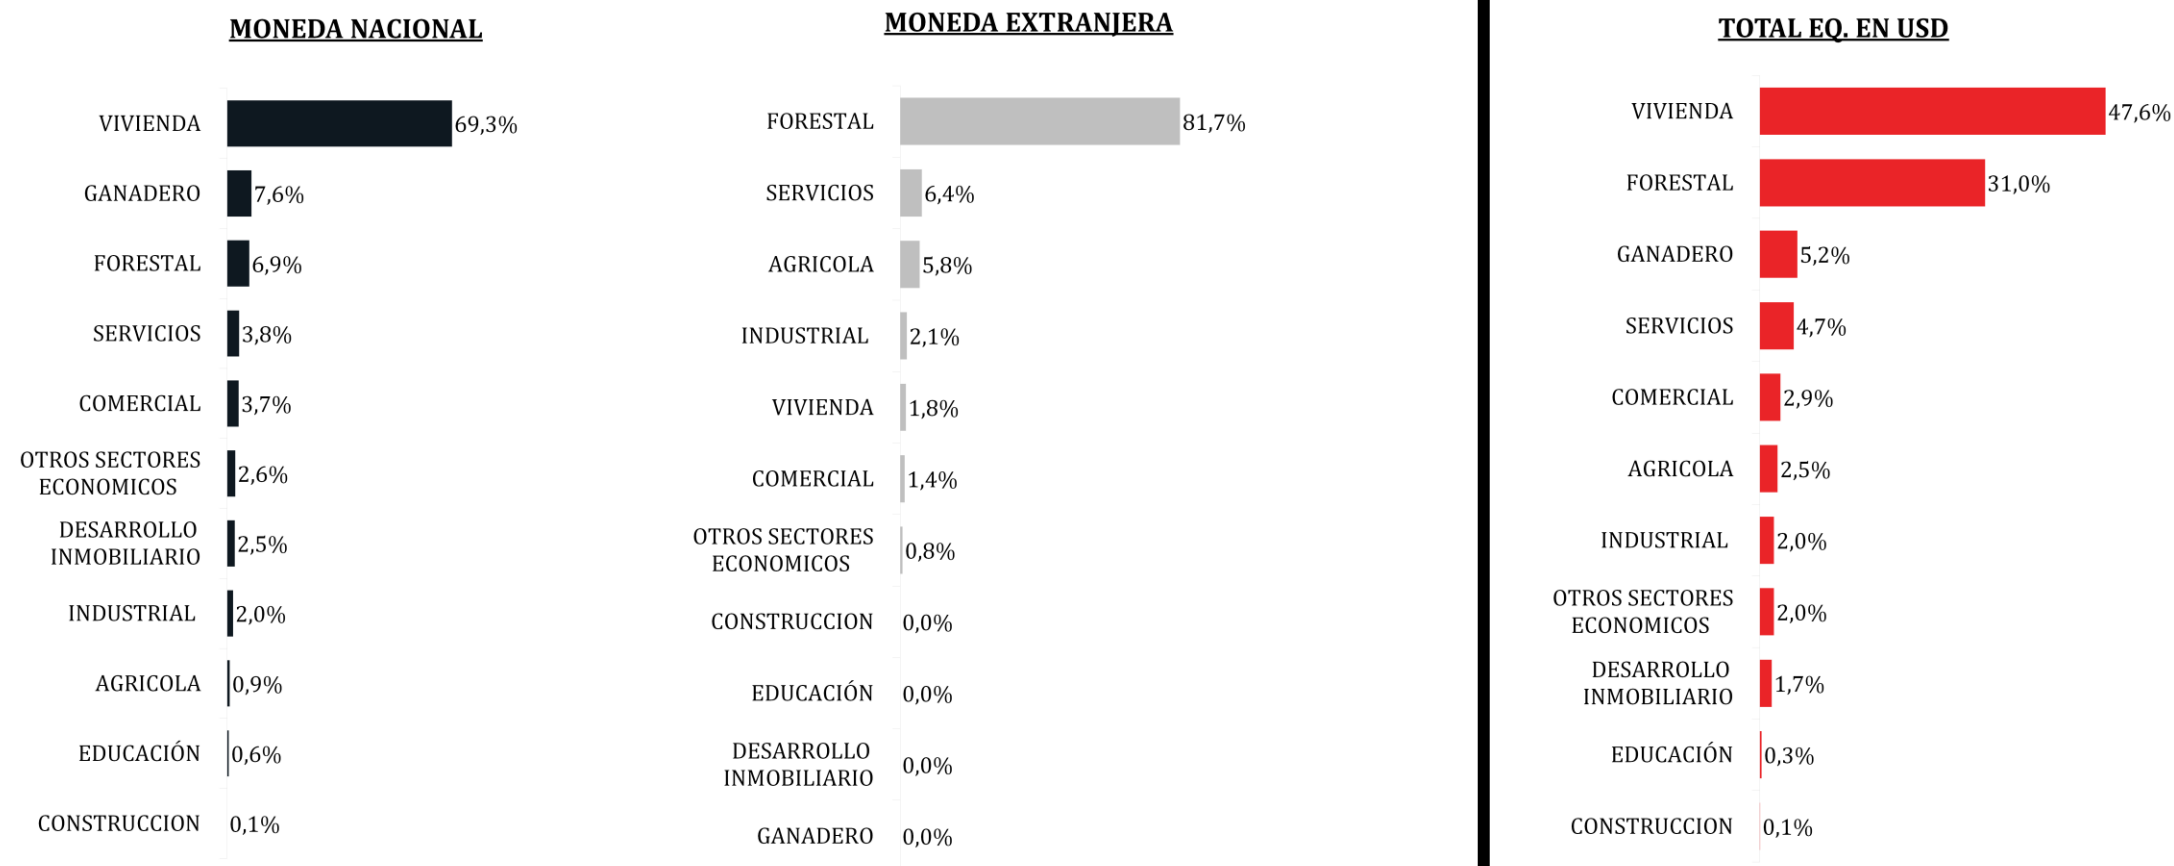 MONEDA NACIONAL
VIVIENDA 69,3%
GANADERO 7,6%
FORESTAL 6,9%
SERVICIOS 3,8%
COMERCIAL 3,7%
OTROS SECTORES
ECONOMICOS 2,6%
DESARROLLO
INMOBILIARIO 2,5%
INDUSTRIAL 2,0%
AGRICOLA 0,9%
EDUCACIÓN 0,6%
CONSTRUCCION 0,1%
MONEDA EXTRANJERA
FORESTAL 81,7%
SERVICIOS 6,4%
AGRICOLA 5,8%
INDUSTRIAL 2,1%
VIVIENDA 1,8%
COMERCIAL 1,4%
OTROS SECTORES
ECONOMICOS 0,8%
CONSTRUCCION 0,0%
EDUCACIÓN 0,0%
DESARROLLO
INMOBILIARIO 0,0%
GANADERO 0,0%
TOTAL EQ. EN USD
VIVIENDA 47,6%
FORESTAL 31,0%
GANADERO 5,2%
SERVICIOS 4,7%
COMERCIAL 2,9%
AGRICOLA 2,5%
INDUSTRIAL 2,0%
OTROS SECTORES
ECONOMICOS 2,0%
DESARROLLO
INMOBILIARIO 1,7%
EDUCACIÓN 0,3%
CONSTRUCCION 0,1%